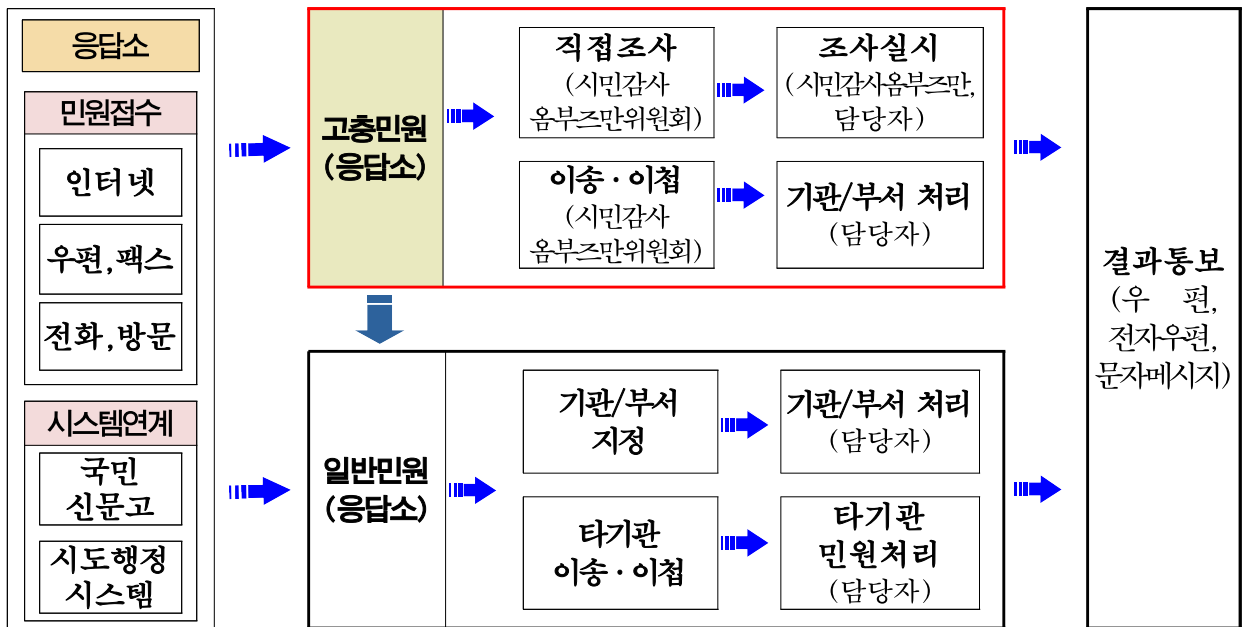 응답소
민원접수
인터넷
우편,팩스
전화,방문
시스템연계
국민
신문고
시도행정
시스템
고충민원
(응답소)
직접조사
(시민감사
옴부즈만위원회)
조사실시
(시민감사옴부즈만,
담당자)
이송·이첩
(시민감사
옴부즈만위원회)
기관/부서 처리
(담당자)
일반민원
(응답소)
기관/부서
지정
기관/부서 처리
(담당자)
타기관
이송·이첩
타기관
민원처리
(담당자)
결과통보
(우 편,
전자우편,
문자메시지)